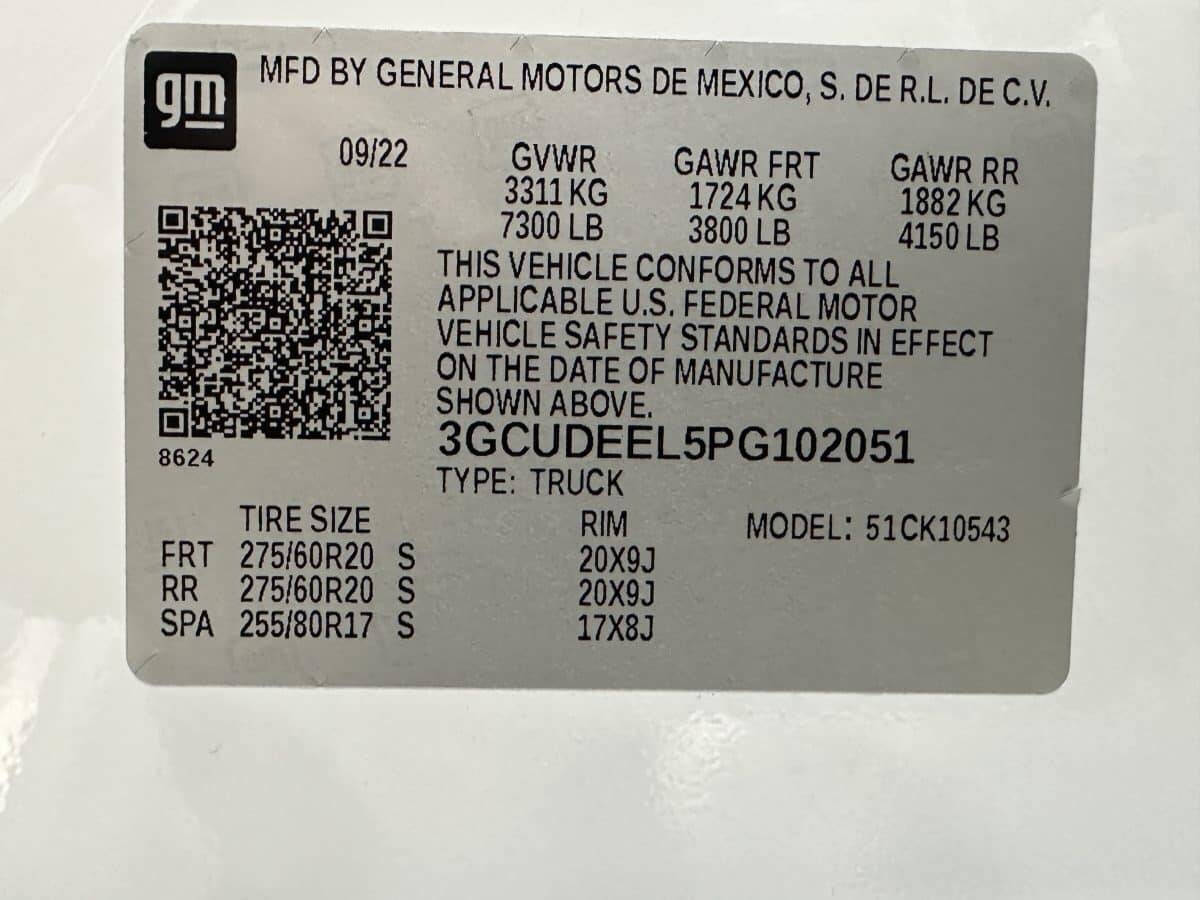 gm
MFD BY GENERAL MOTORS DE MEXICO, S. DE R.L. DE C.V.
09/22 GVWR GAWR FRT GAWR RR
3311 KG 1724 KG 1882 KG
7300 LB 3800 LB 4150 LB
THIS VEHICLE CONFORMS TO ALL
APPLICABLE U.S. FEDERAL MOTOR
VEHICLE SAFETY STANDARDS IN EFFECT
ON THE DATE OF MANUFACTURE
SHOWN ABOVE.
3GCUDEEL5PG102051
8624
TYPE: TRUCK
TIRE SIZE RIM MODEL: 51CK10543
FRT 275/60R20 S 20X9J
RR 275/60R20 S 20X9J
SPA 255/80R17 S 17X8J